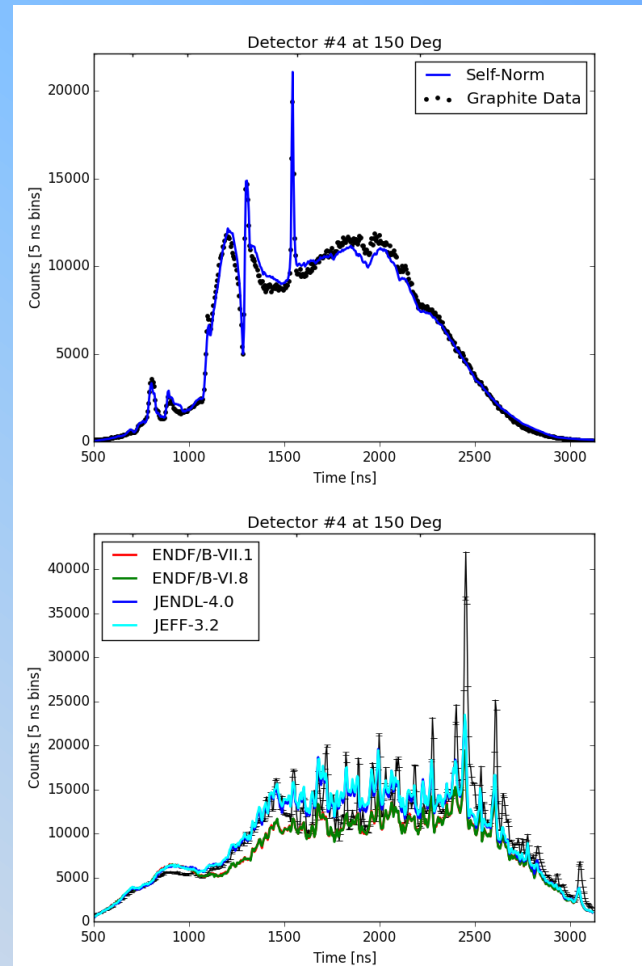 Detector #4 at 150 Deg
Self-Norm
Graphite Data
Counts [5 ns bins]
20000
15000
10000
5000
0
500 1000 1500 2000 2500 3000
Time [ns]
Detector #4 at 150 Deg
ENDF/B-VII.1
ENDF/B-VI.8
JENDL-4.0
JEFF-3.2
Counts [5 ns bins]
40000
35000
30000
25000
20000
15000
10000
5000
0
500 1000 1500 2000 2500 3000
Time [ns]